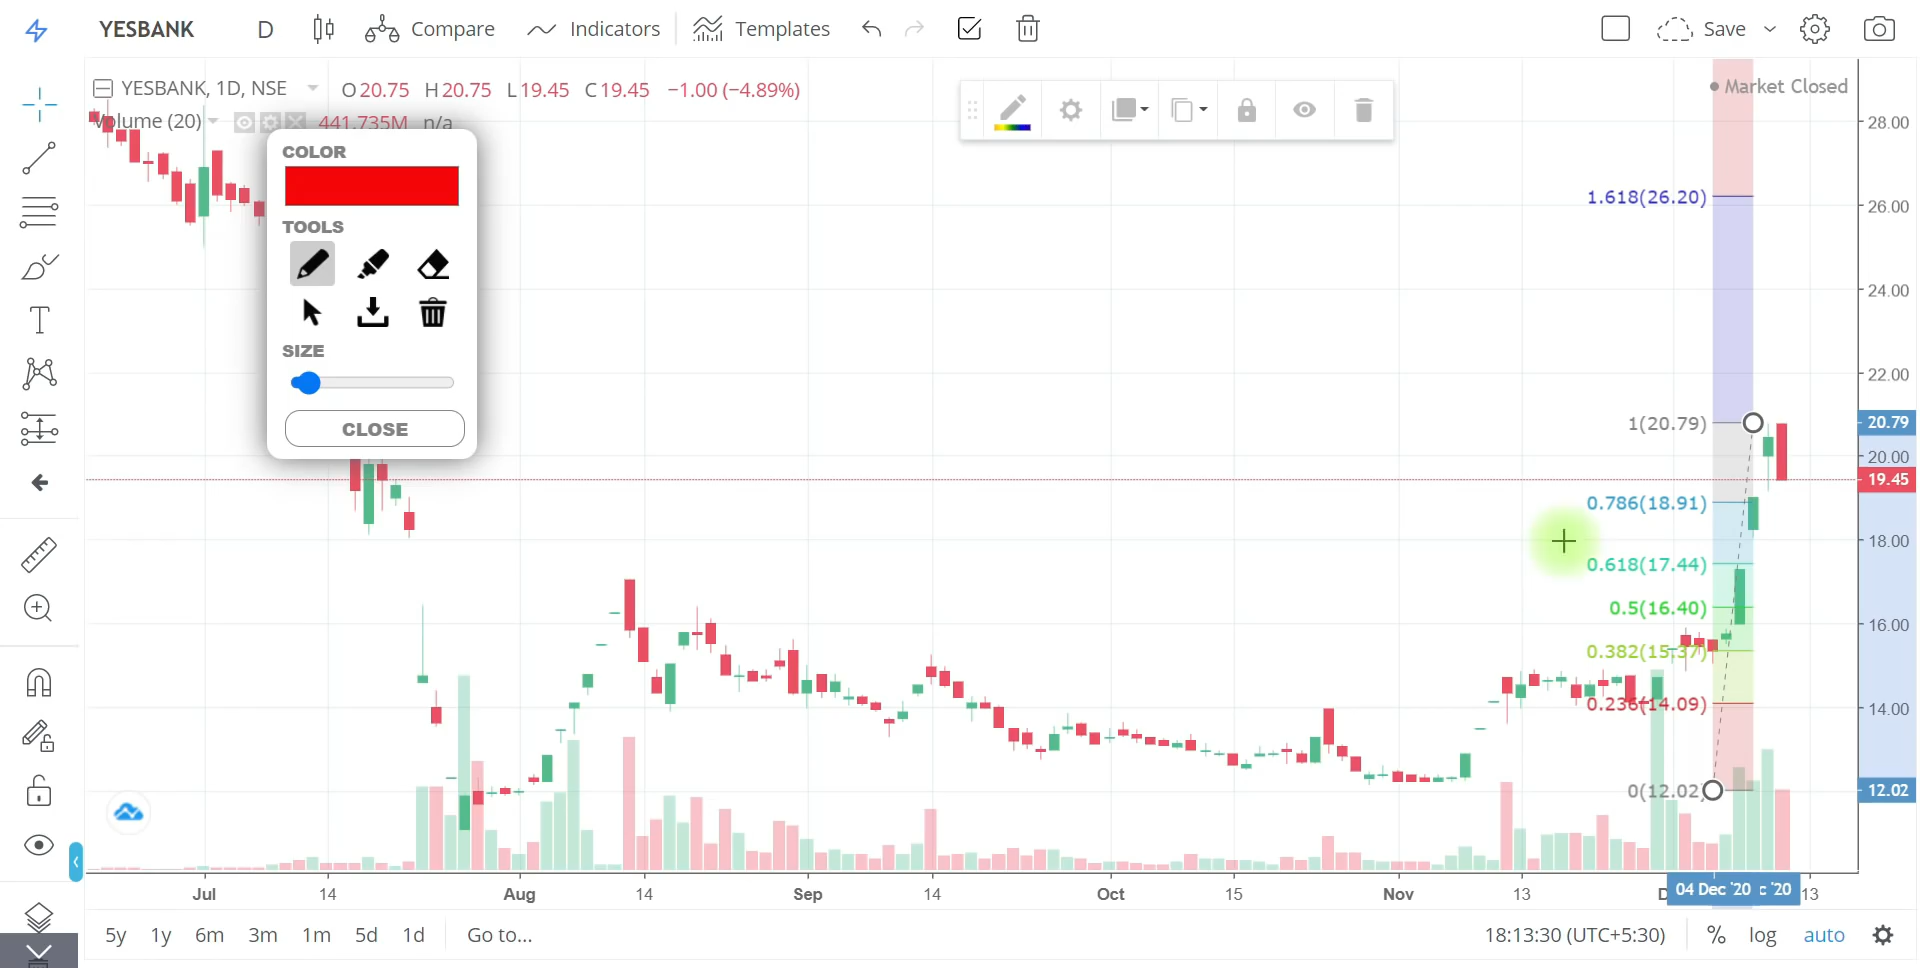 YESBANK D Compare Indicators Templates Save
YESBANK, 1D, NSE O20.75 H20.75 L19.45 C19.45 −1.00 (−4.89%)
Market Closed
Volume (20) 441.735M n/a
COLOR
TOOLS
SIZE
CLOSE
1.618(26.20)
1(20.79)
0.786(18.91)
0.618(17.44)
0.5(16.40)
0.382(15.37)
0.236(14.09)
0(12.02)
28.00
26.00
24.00
22.00
20.79
20.00
19.45
18.00
16.00
14.00
12.02
Jul 14 Aug 14 Sep 14 Oct 15 Nov 13 D 04 Dec '20 c '20 13
5y 1y 6m 3m 1m 5d 1d Go to... 18:13:30 (UTC+5:30) % log auto